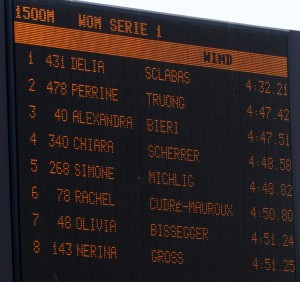 1500M WOM SERIE 1
WIND
1 431 DELIA SCLABAS 4:32.21
2 478 PERRINE TRUONG 4:47.42
3 40 ALEXANDRA BIERI 4:47.51
4 340 CHIARA SCHERRER 4:48.58
5 268 SIMONE MICHLIG 4:48.82
6 78 RACHEL CUDRé-MAUROUX 4:50.80
7 48 OLIVIA BISSEGGER 4:51.24
8 143 NERINA GROSS 4:51.25